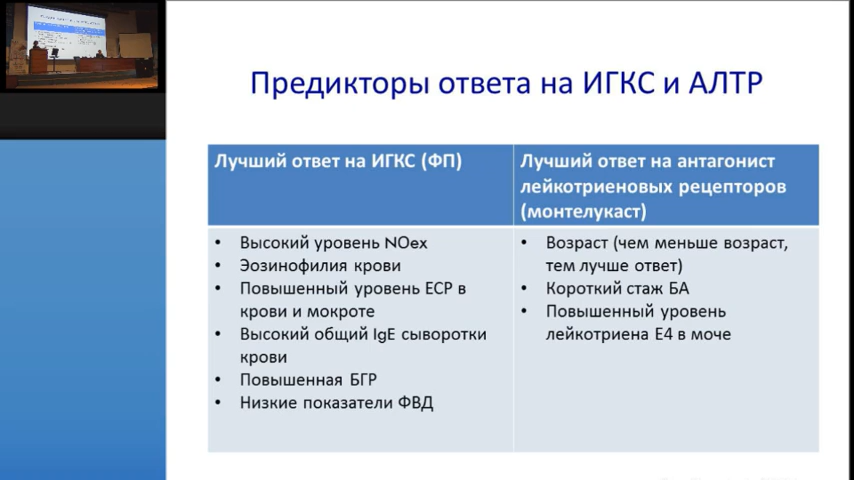 Предикторы ответа на ИГКС и АЛТР
Лучший ответ на ИГКС (ФП)
• Высокий уровень NOex
• Эозинофилия крови
• Повышенный уровень ECP в
крови и мокроте
• Высокий общий IgE сыворотки
крови
• Повышенная БГР
• Низкие показатели ФВД
Лучший ответ на антагонист
лейкотриеновых рецепторов
(монтелукаст)
• Возраст (чем меньше возраст,
тем лучше ответ)
• Короткий стаж БА
• Повышенный уровень
лейкотриена Е4 в моче